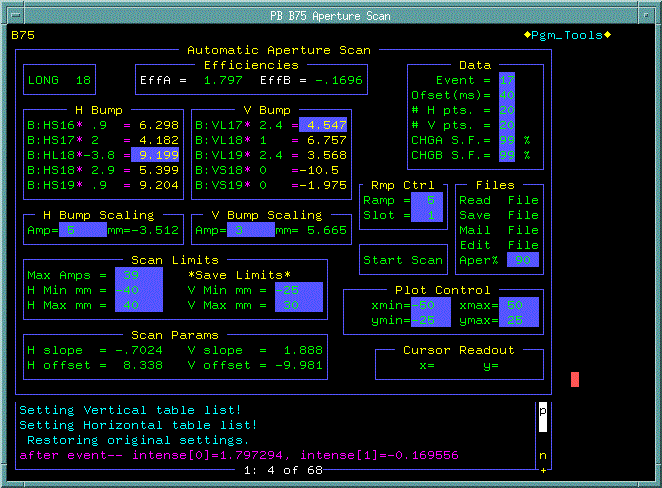 PB B75 Aperture Scan
B75 ◆Pgm_Tools◆
Automatic Aperture Scan
LONG 18
Efficiencies
EffA = 1.797 EffB = -.1696
Data
Event = 17
Ofset(ms)= 40
# H pts. = 20
# V pts. = 20
CHGA S.F.= 99 %
CHGB S.F.= 99 %
H Bump
B:HS16* .9 = 6.298
B:HS17* 2 = 4.182
B:HL18*-3.8 = 9.199
B:HS18* 2.9 = 5.399
B:HS19* .9 = 9.204
V Bump
B:VL17* 2.4 = 4.547
B:VL18* 1 = 6.757
B:VL19* 2.4 = 3.568
B:VS18* 0 =-10.5
B:VS19* 0 =-1.975
Rmp Ctrl
Ramp = 5
Slot = 1
Files
Read File
Save File
Mail File
Edit File
Aper% 90
H Bump Scaling
Amp= 5 mm=-3.512
V Bump Scaling
Amp= 3 mm= 5.665
Start Scan
Scan Limits
Max Amps = 39 *Save Limits*
H Min mm = -40 V Min mm = -25
H Max mm = 40 V Max mm = 30
Plot Control
xmin=-50 xmax= 50
ymin=-25 ymax= 25
Scan Params
H slope = -.7024 V slope = 1.888
H offset = 8.338 V offset = -9.981
Cursor Readout
x= y=
Setting Vertical table list! p
Setting Horizontal table list!
Restoring original settings.
after event-- intense[0]=1.797294, intense[1]=-0.169556 n
1: 4 of 68 +